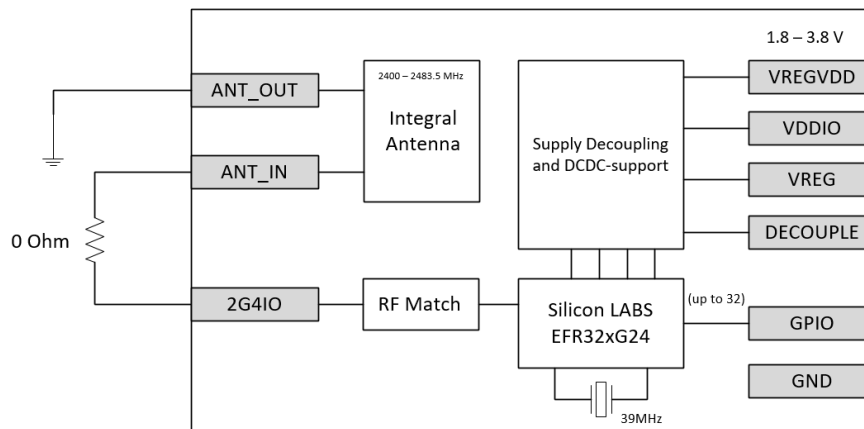 1.8 – 3.8 V
ANT_OUT
2400 – 2483.5 MHz
Integral
Antenna
VREGVDD
Supply Decoupling
and DCDC-support
VDDIO
ANT_IN
VREG
0 Ohm
DECOUPLE
2G4IO
RF Match
Silicon LABS
EFR32xG24
(up to 32)
GPIO
GND
39MHz